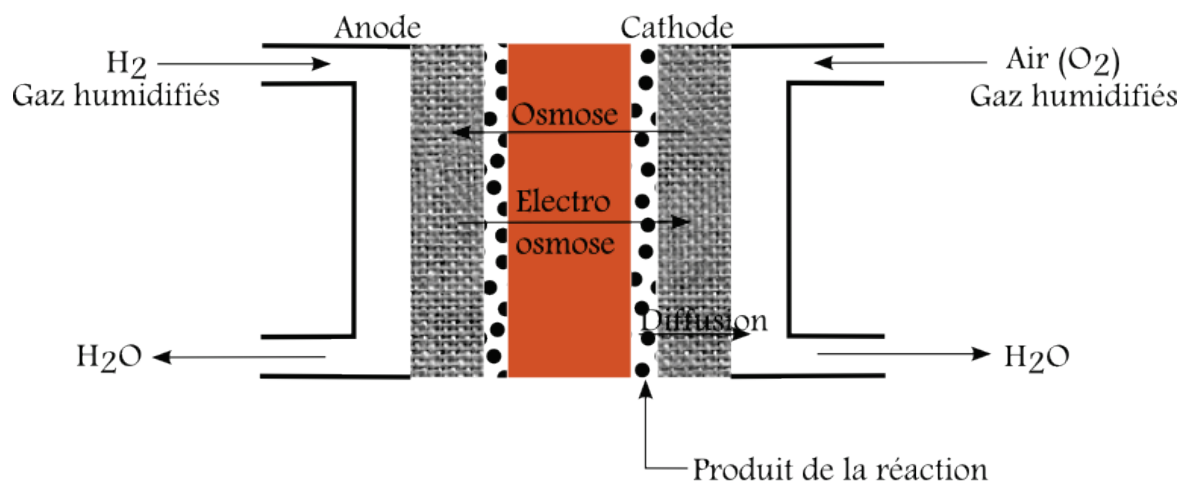 Anode
Cathode
H2
Gaz humidifiés
Air (O2)
Gaz humidifiés
Osmose
Electro
osmose
Diffusion
H2O
H2O
Produit de la réaction